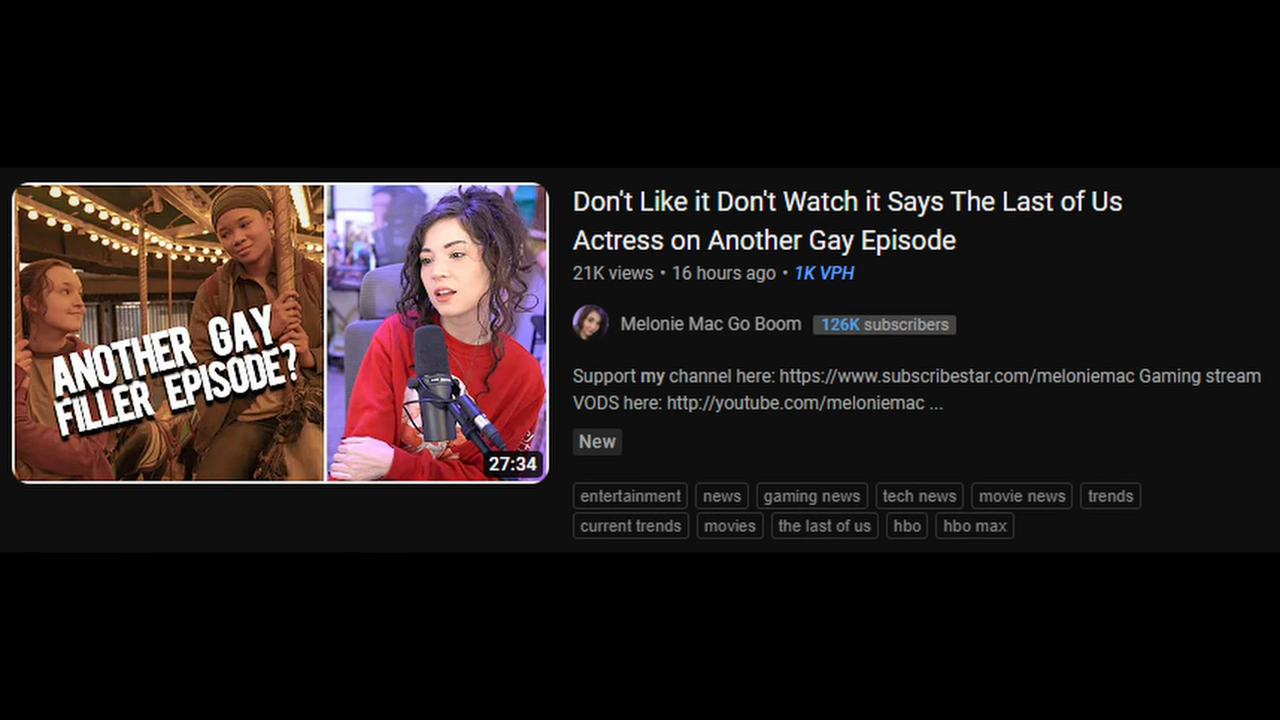 ANOTHER GAY
FILLER EPISODE?
27:34
Don't Like it Don't Watch it Says The Last of Us
Actress on Another Gay Episode
21K views • 16 hours ago • 1K VPH
Melonie Mac Go Boom 126K subscribers
Support my channel here: https://www.subscribestar.com/meloniemac Gaming stream
VODS here: http://youtube.com/meloniemac ...
New
entertainment news gaming news tech news movie news trends
current trends movies the last of us hbo hbo max